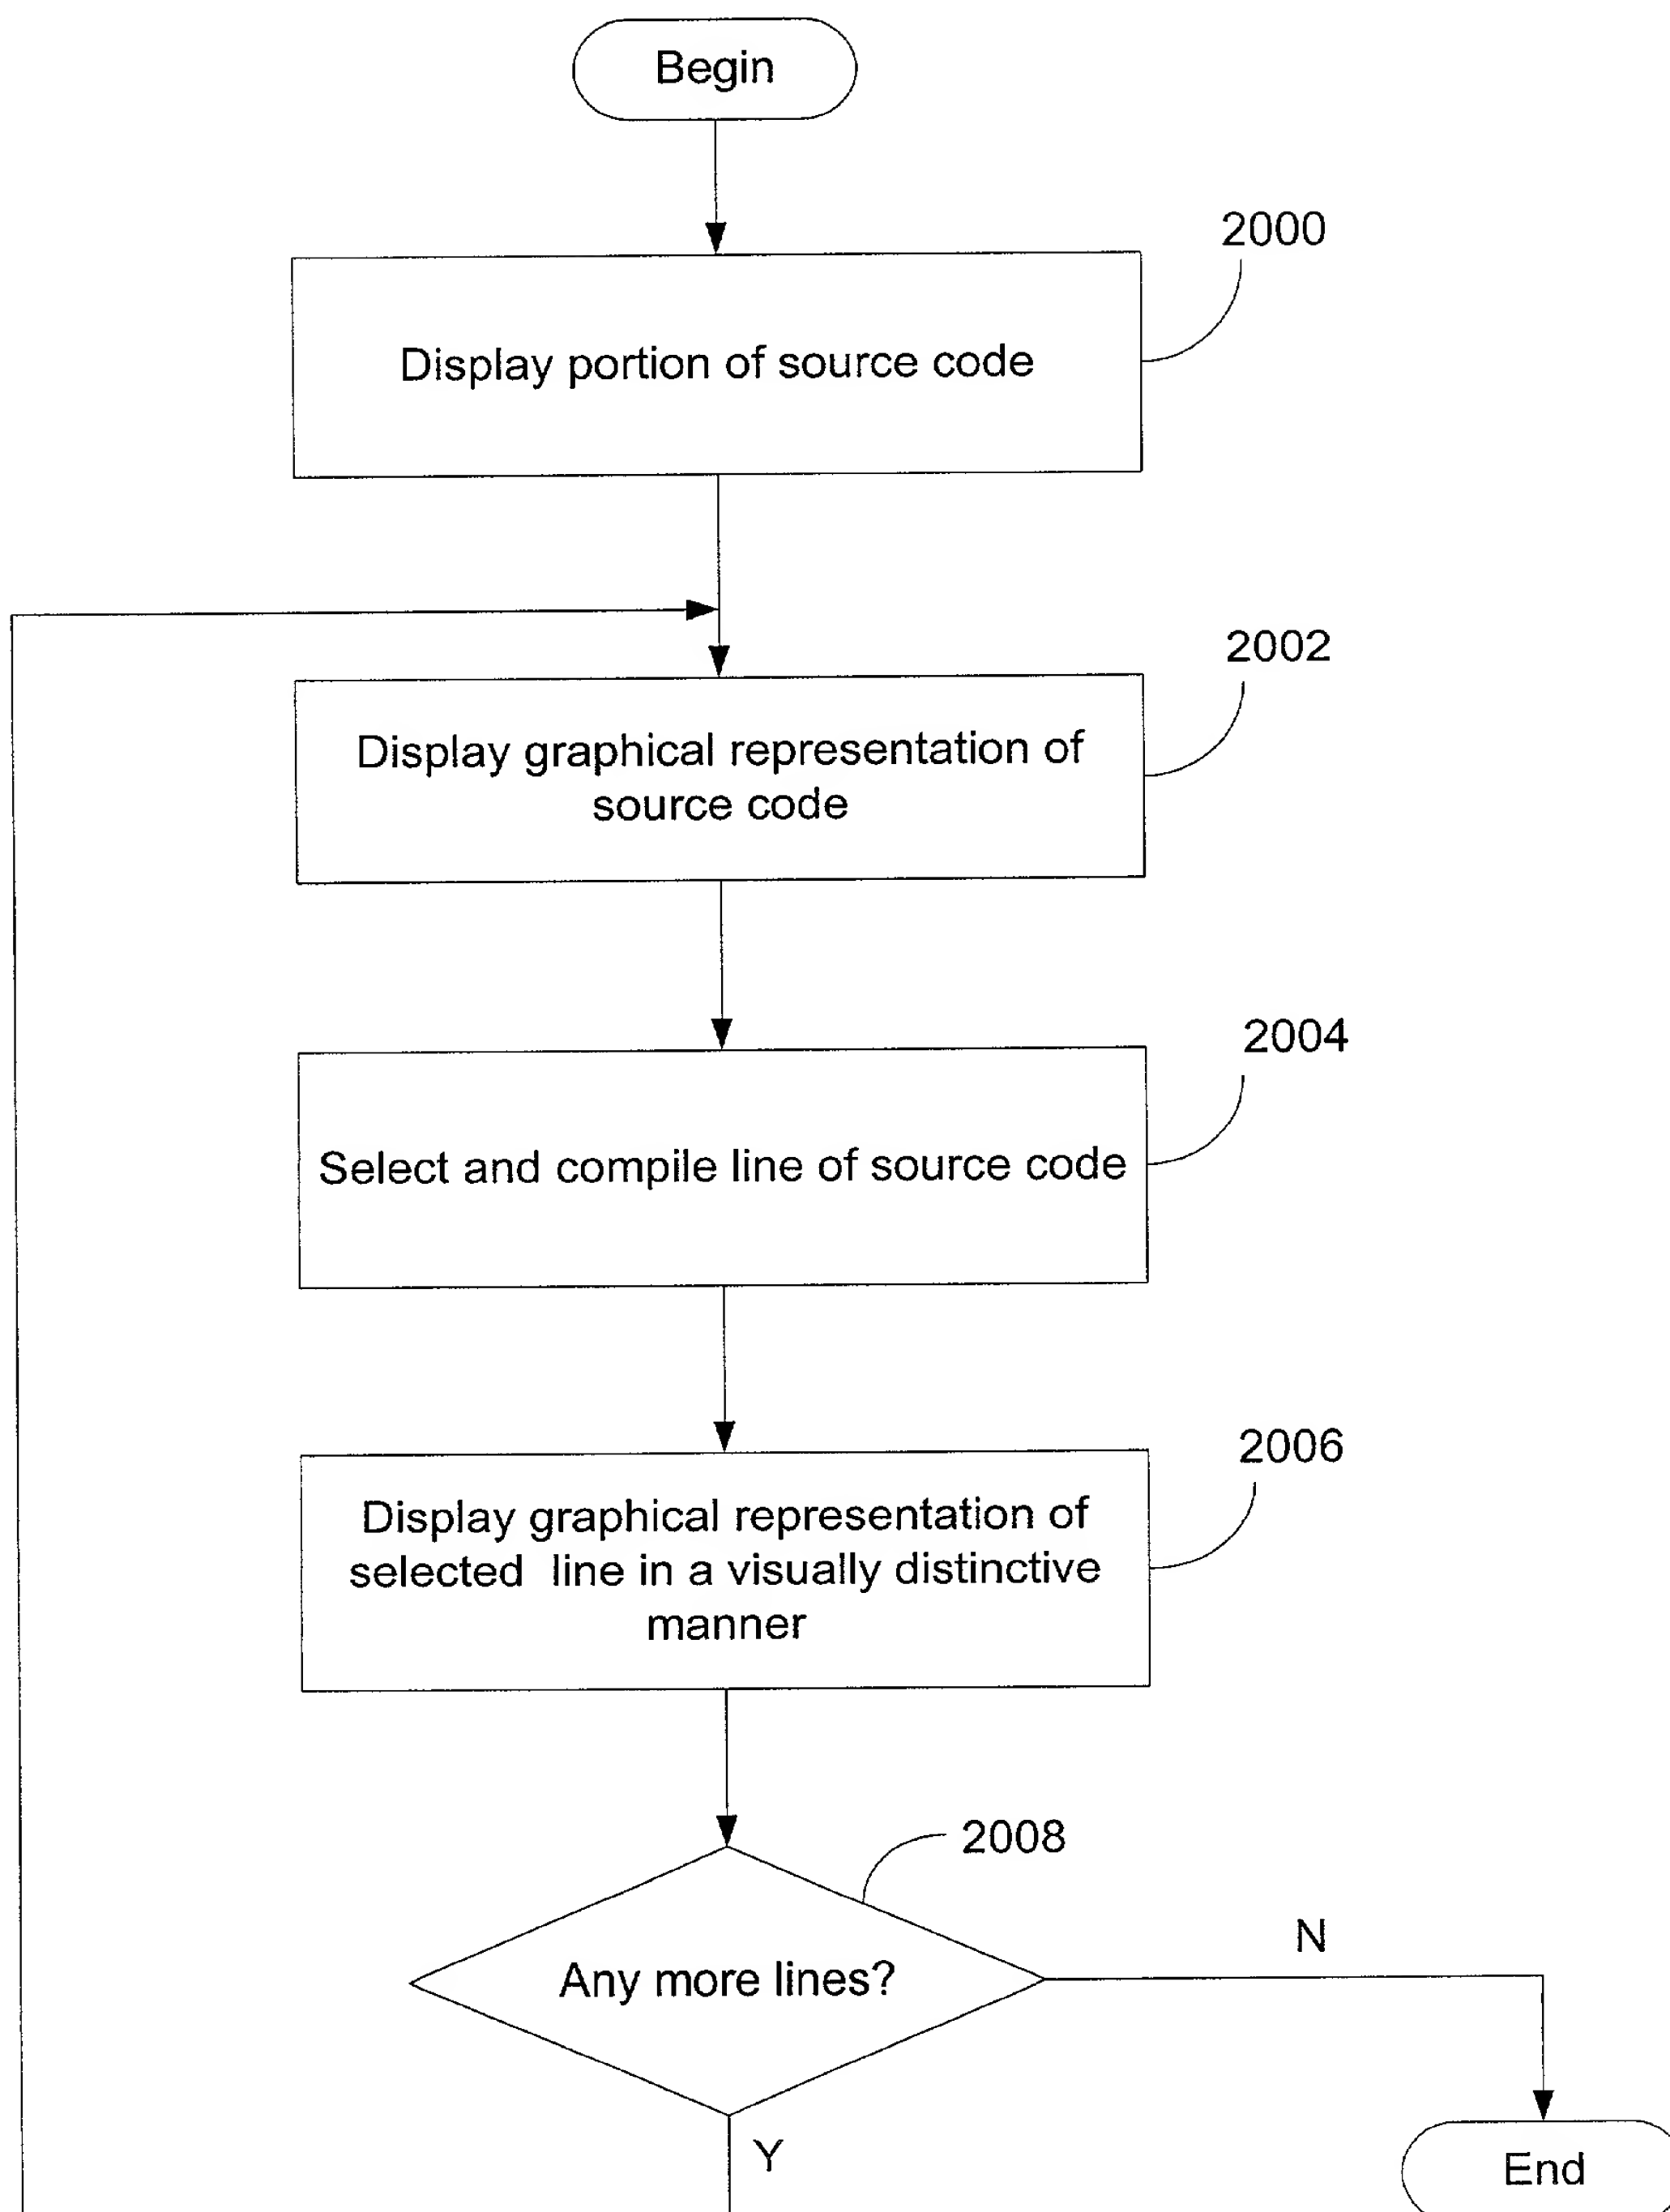 Begin
2000
Display portion of source code
2002
Display graphical representation of
source code
2004
Select and compile line of source code
2006
Display graphical representation of
selected line in a visually distinctive
manner
2008
Any more lines?
N
Y
End